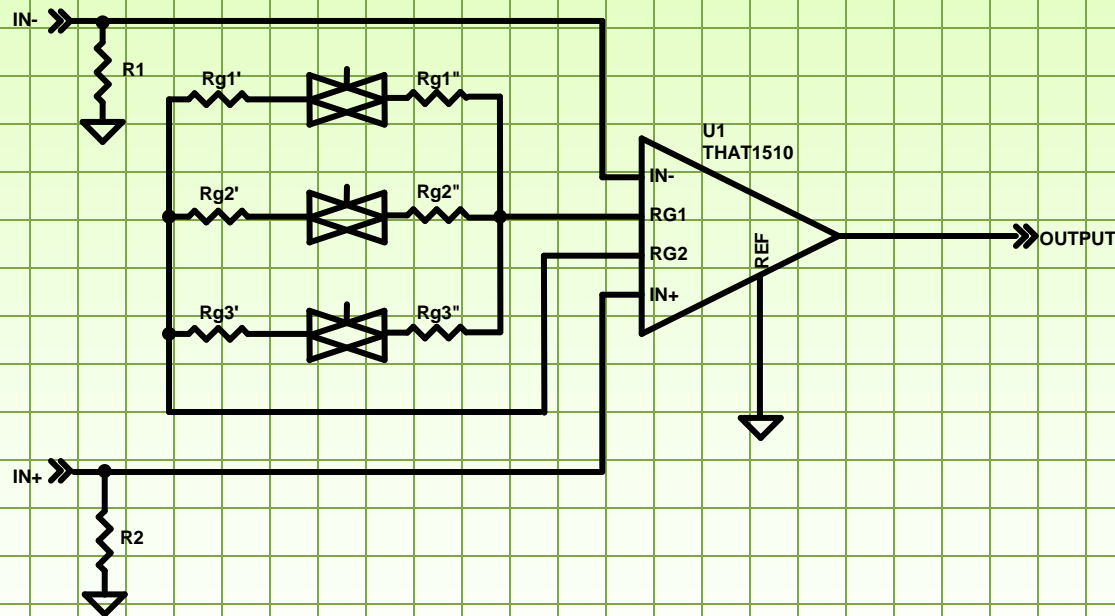 IN-
R1
Rg1'
Rg1"
U1
THAT1510
IN-
Rg2'
Rg2"
RG1
REF
OUTPUT
RG2
Rg3'
Rg3"
IN+
IN+
R2